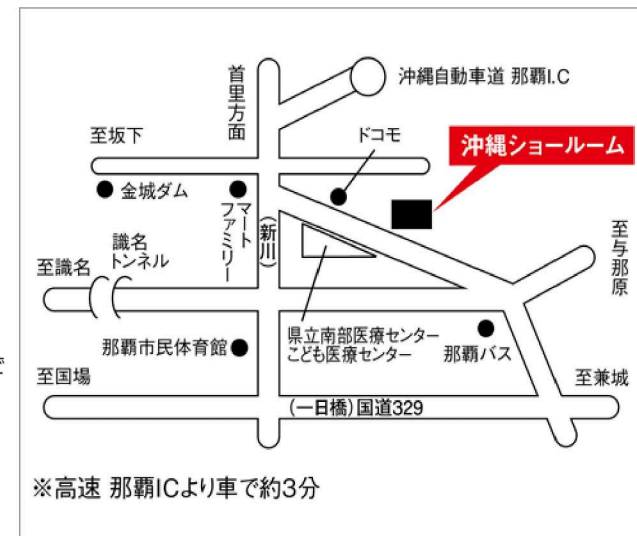 首里方面
沖縄自動車道 那覇I.C
至坂下
ドコモ
沖縄ショールーム
金城ダム
ファミリー
マート
(新川)
至与那原
識名
トンネル
至識名
県立南部医療センター
こども医療センター
那覇市民体育館
那覇バス
至国場
至兼城
(一日橋)国道329
※高速 那覇ICより車で約3分